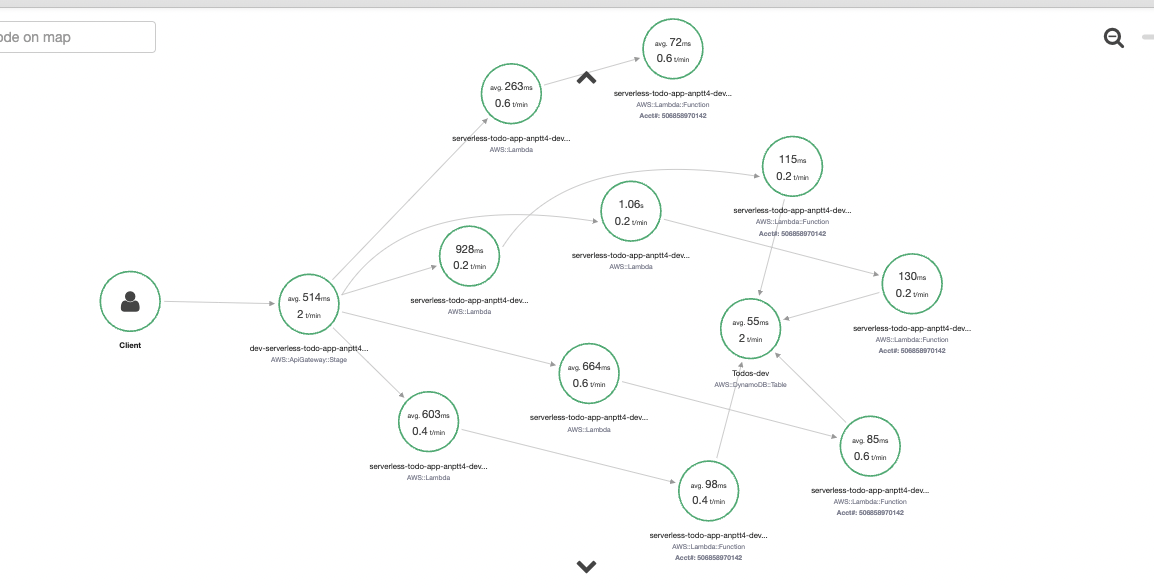 ode on map
avg. 72ms
0.6 t/min
serverless-todo-app-anptt4-dev...
AWS::Lambda::Function
Acct#: 506858970142
avg. 263ms
0.6 t/min
serverless-todo-app-anptt4-dev...
AWS::Lambda
115ms
0.2 t/min
serverless-todo-app-anptt4-dev...
AWS::Lambda::Function
Acct#: 506858970142
1.06s
0.2 t/min
serverless-todo-app-anptt4-dev...
AWS::Lambda
928ms
0.2 t/min
serverless-todo-app-anptt4-dev...
AWS::Lambda
130ms
0.2 t/min
serverless-todo-app-anptt4-dev...
AWS::Lambda::Function
Acct#: 506858970142
Client
avg. 514ms
2 t/min
dev-serverless-todo-app-anptt4...
AWS::ApiGateway::Stage
avg. 55ms
2 t/min
Todos-dev
AWS::DynamoDB::Table
avg. 664ms
0.6 t/min
serverless-todo-app-anptt4-dev...
AWS::Lambda
avg. 603ms
0.4 t/min
serverless-todo-app-anptt4-dev...
AWS::Lambda
avg. 85ms
0.6 t/min
serverless-todo-app-anptt4-dev...
AWS::Lambda::Function
Acct#: 506858970142
avg. 98ms
0.4 t/min
serverless-todo-app-anptt4-dev...
AWS::Lambda::Function
Acct#: 506858970142